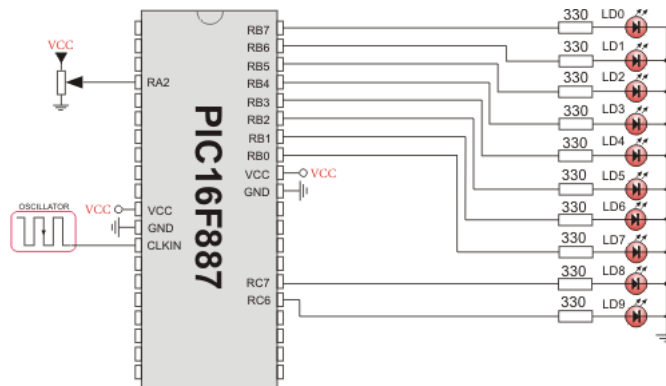 VCC
RA2
OSCILLATOR
VCC
VCC
GND
CLKIN
PIC16F887
RB7
RB6
RB5
RB4
RB3
RB2
RB1
RB0
VCC
VCC
GND
RC7
RC6
330 LD0
330 LD1
330 LD2
330 LD3
330 LD4
330 LD5
330 LD6
330 LD7
330 LD8
330 LD9